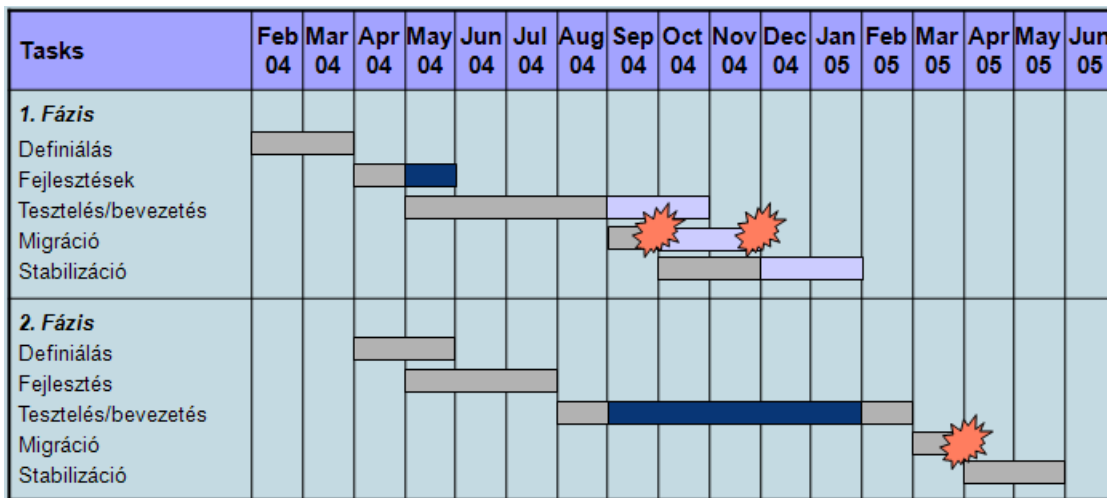 Tasks
Feb 04 Mar 04 Apr 04 May 04 Jun 04 Jul 04 Aug 04 Sep 04 Oct 04 Nov 04 Dec 04 Jan 05 Feb 05 Mar 05 Apr 05 May 05 Jun 05
1. Fázis
Definiálás
Fejlesztések
Tesztelés/bevezetés
Migráció
Stabilizáció
2. Fázis
Definiálás
Fejlesztés
Tesztelés/bevezetés
Migráció
Stabilizáció